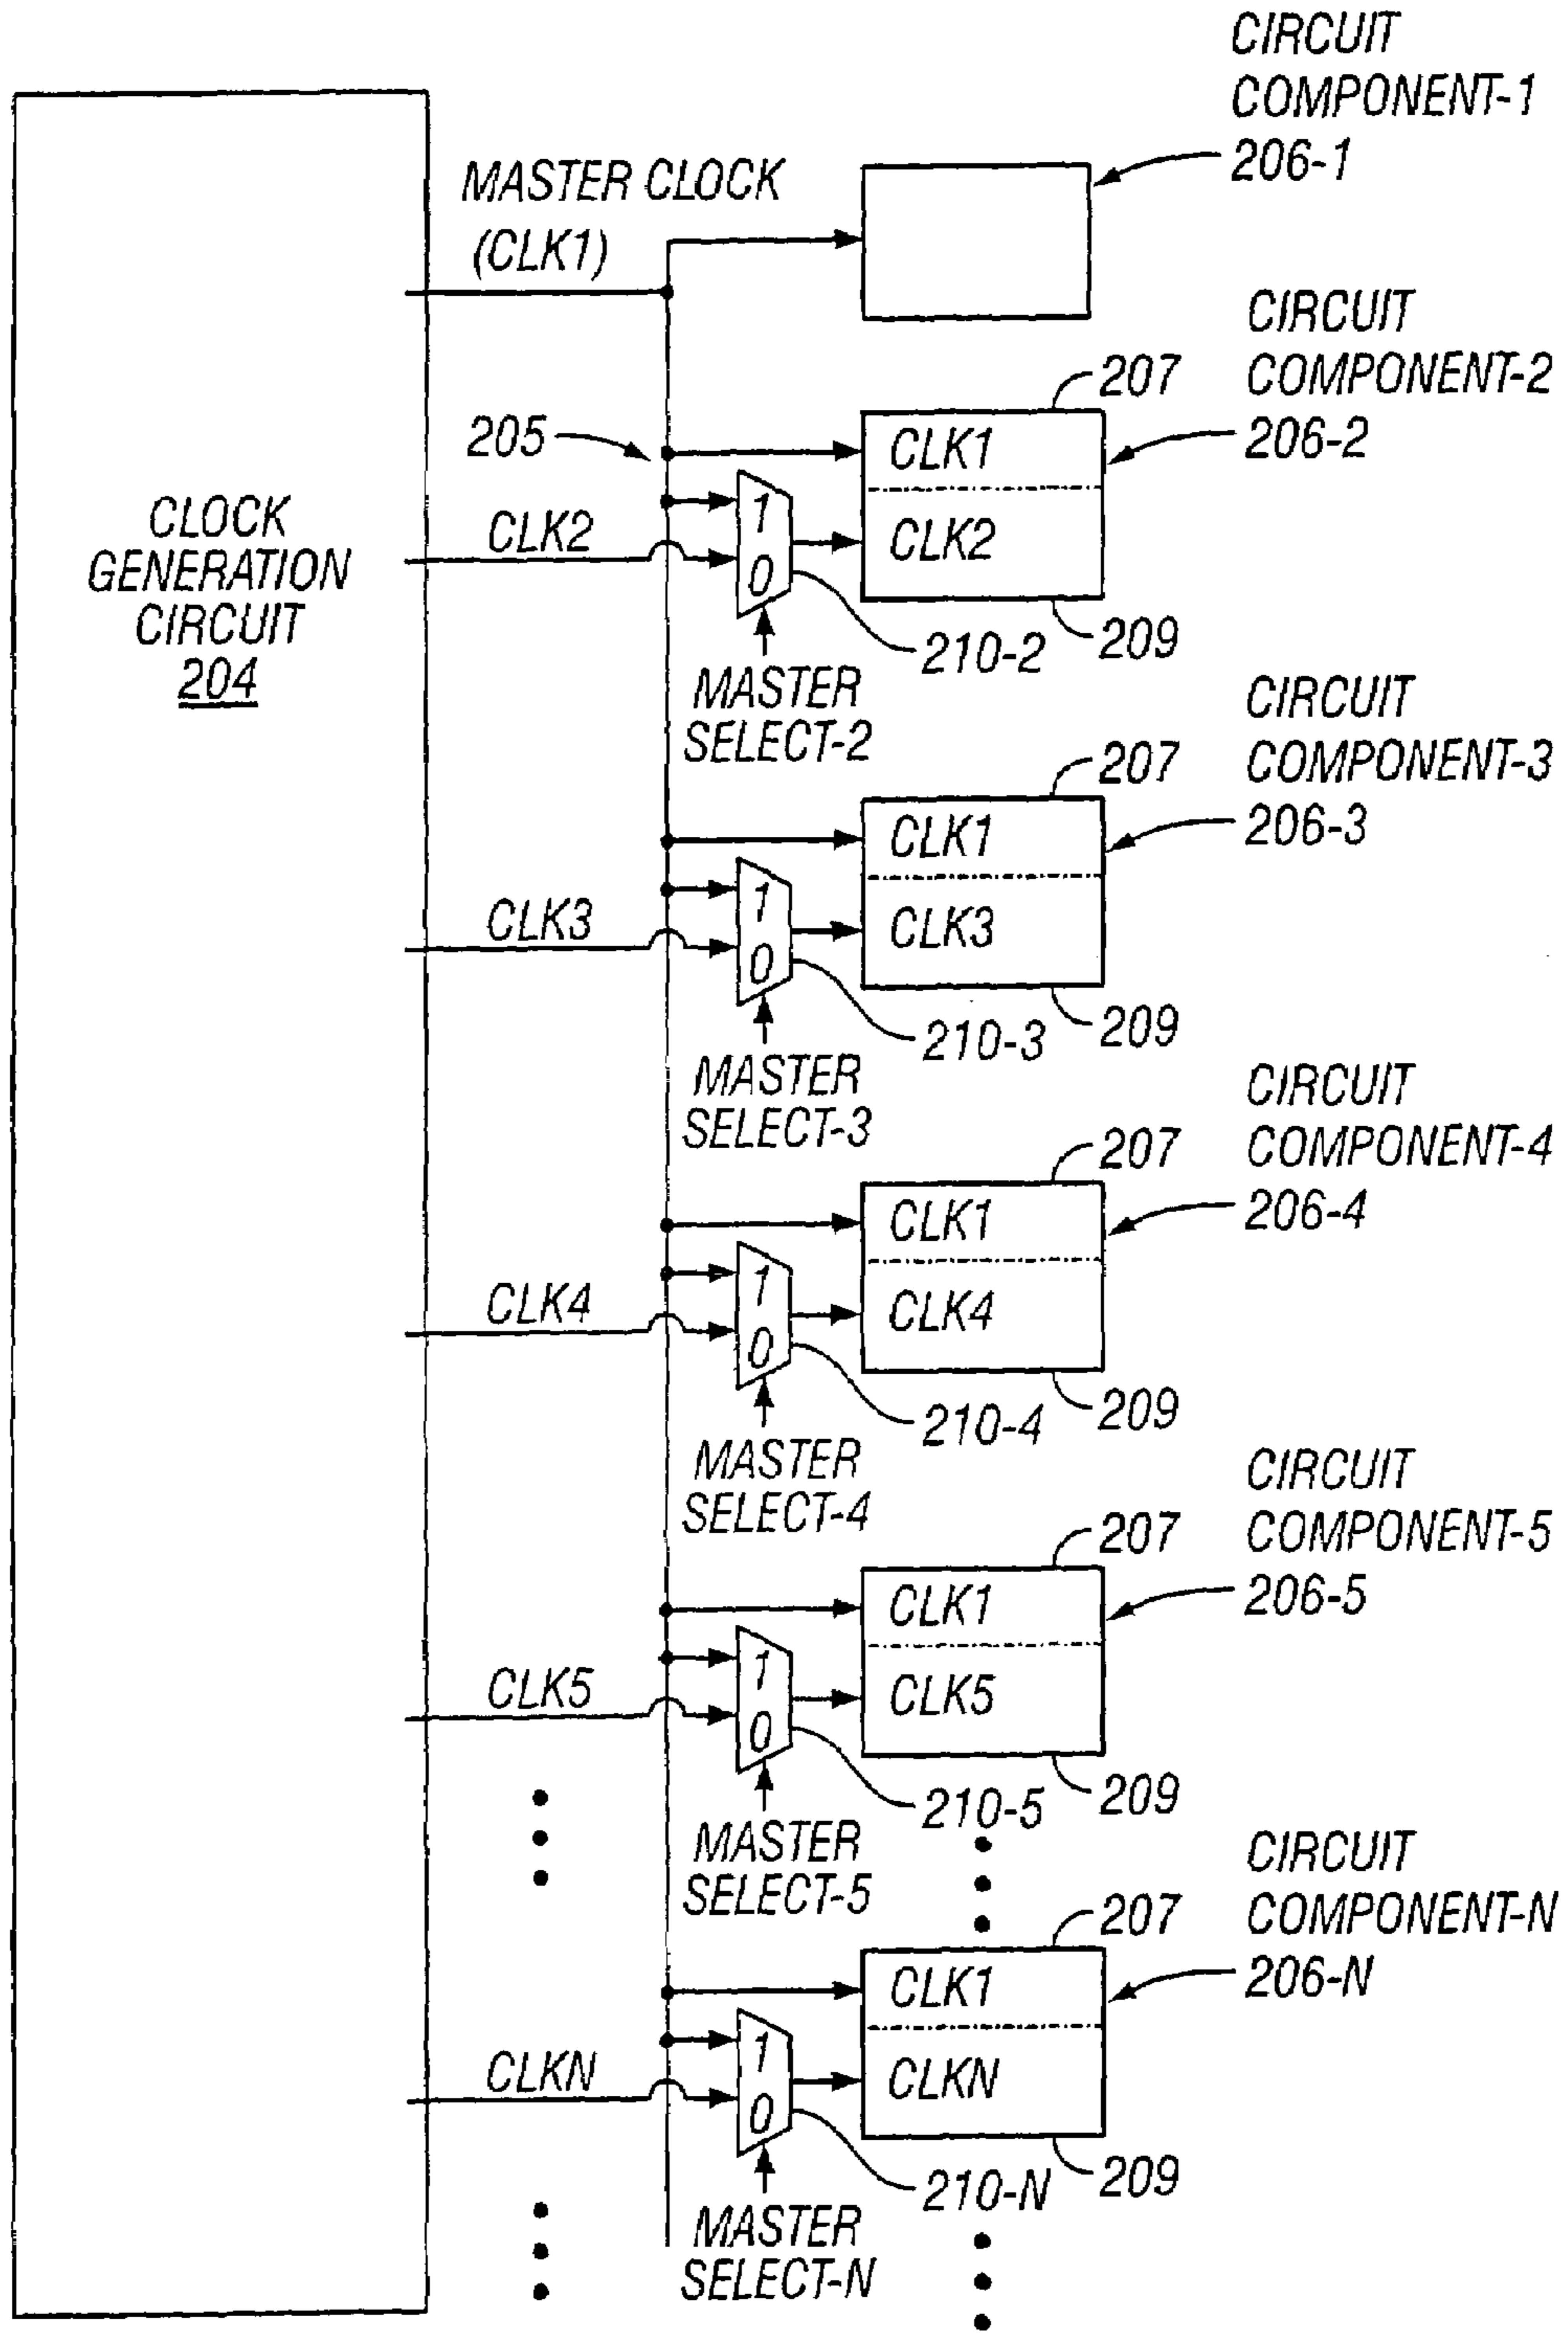 CIRCUIT
COMPONENT-1
206-1
MASTER CLOCK
(CLK1)
CLOCK
GENERATION
CIRCUIT
204
CIRCUIT
COMPONENT-2
206-2
207
205
CLK1
CLK2
1
0
CLK2
209
210-2
MASTER
SELECT-2
CIRCUIT
COMPONENT-3
206-3
207
CLK1
CLK3
1
0
CLK3
209
210-3
MASTER
SELECT-3
CIRCUIT
COMPONENT-4
206-4
207
CLK1
CLK4
1
0
CLK4
209
210-4
MASTER
SELECT-4
CIRCUIT
COMPONENT-5
206-5
207
CLK1
CLK5
1
0
CLK5
209
210-5
MASTER
SELECT-5
CIRCUIT
COMPONENT-N
206-N
207
CLK1
CLKN
1
0
CLKN
209
210-N
MASTER
SELECT-N